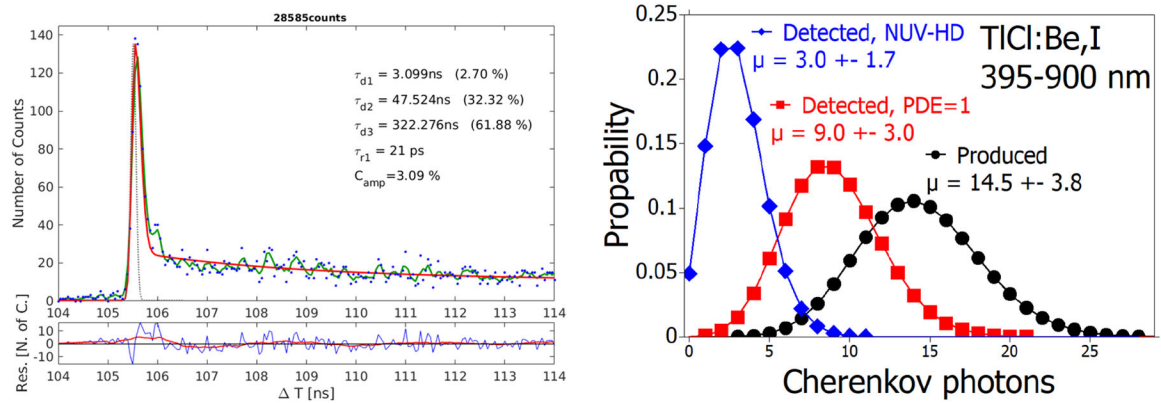 28585counts
140
120
100
80
60
40
20
0
Number of Counts
τd1 = 3.099ns (2.70 %)
τd2 = 47.524ns (32.32 %)
τd3 = 322.276ns (61.88 %)
τr1 = 21 ps
Camp=3.09 %
104 105 106 107 108 109 110 111 112 113 114
Res. [N. of C.]
10
0
-10
104 105 106 107 108 109 110 111 112 113 114
Δ T [ns]
0.25
0.2
0.15
0.1
0.05
0
Propability
Detected, NUV-HD
μ = 3.0 +- 1.7
TlCl:Be,I
395-900 nm
Detected, PDE=1
μ = 9.0 +- 3.0
Produced
μ = 14.5 +- 3.8
0 5 10 15 20 25
Cherenkov photons